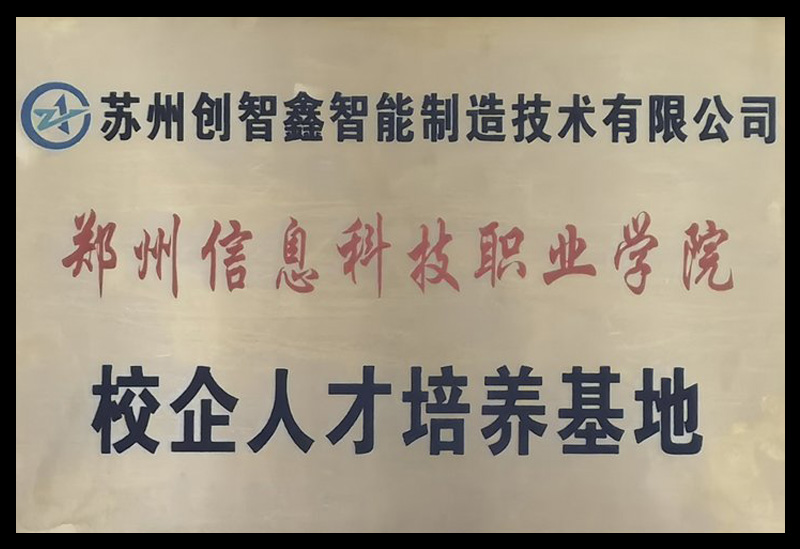 苏州创智鑫智能制造技术有限公司
郑州信息科技职业学院
校企人才培养基地